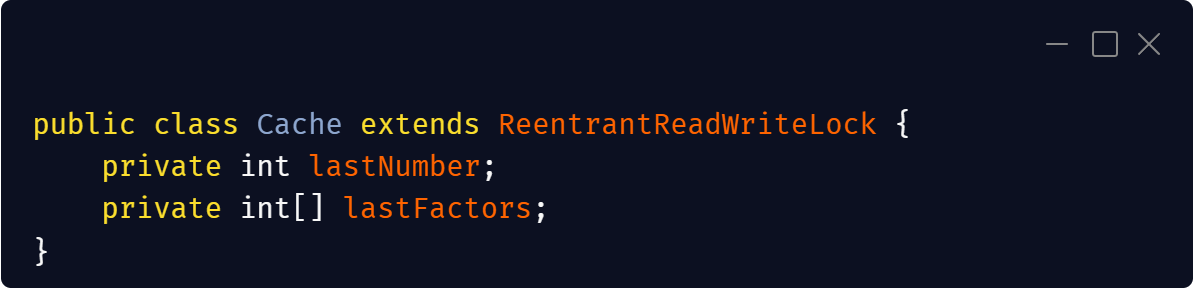 public class Cache extends ReentrantReadWriteLock {
    private int lastNumber;
    private int[] lastFactors;
}